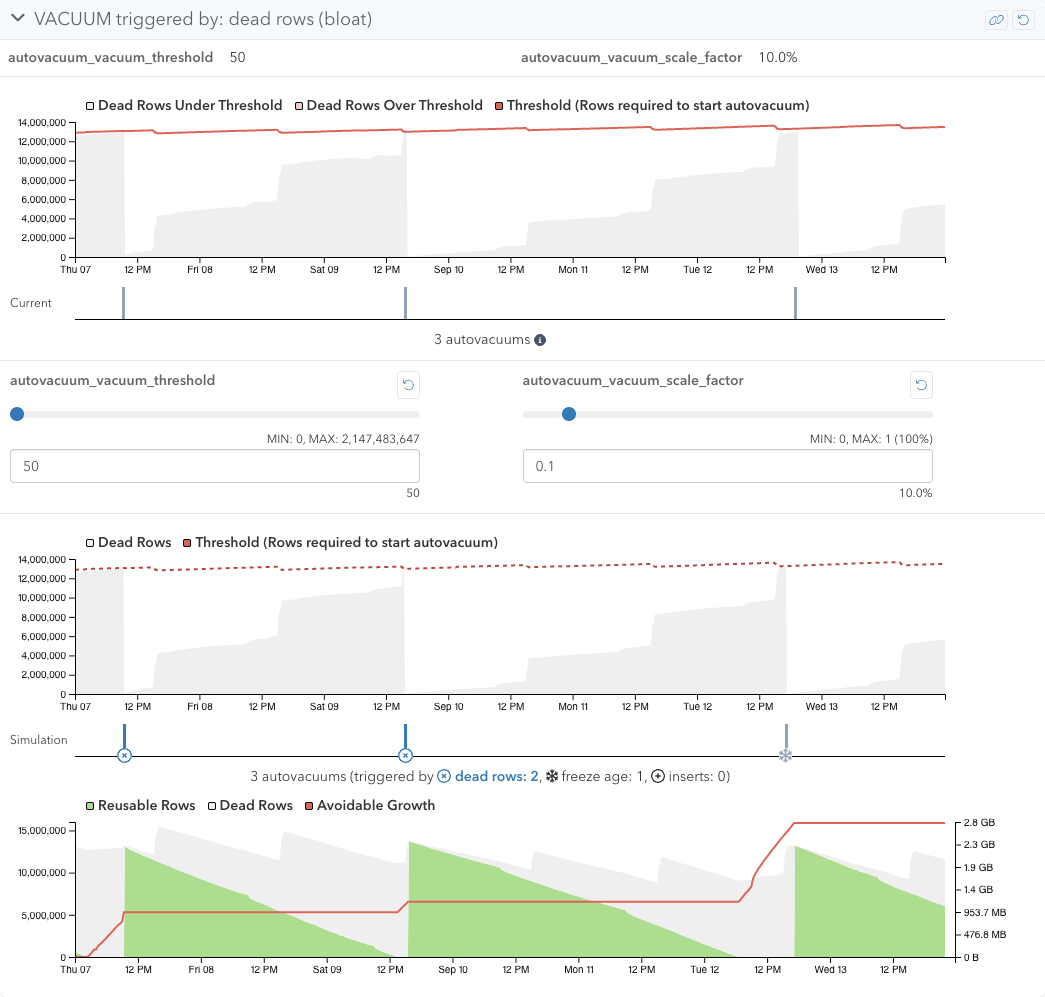 VACUUM triggered by: dead rows (bloat)
autovacuum_vacuum_threshold 50 autovacuum_vacuum_scale_factor 10.0%
Dead Rows Under Threshold Dead Rows Over Threshold Threshold (Rows required to start autovacuum)
14,000,000
12,000,000
10,000,000
8,000,000
6,000,000
4,000,000
2,000,000
0
Thu 07 12 PM Fri 08 12 PM Sat 09 12 PM Sep 10 12 PM Mon 11 12 PM Tue 12 12 PM Wed 13 12 PM
Current
3 autovacuums
autovacuum_vacuum_threshold autovacuum_vacuum_scale_factor
MIN: 0, MAX: 2,147,483,647 MIN: 0, MAX: 1 (100%)
50 0.1
50 10.0%
Dead Rows Threshold (Rows required to start autovacuum)
14,000,000
12,000,000
10,000,000
8,000,000
6,000,000
4,000,000
2,000,000
0
Thu 07 12 PM Fri 08 12 PM Sat 09 12 PM Sep 10 12 PM Mon 11 12 PM Tue 12 12 PM Wed 13 12 PM
Simulation
3 autovacuums (triggered by dead rows: 2, freeze age: 1, inserts: 0)
Reusable Rows Dead Rows Avoidable Growth
15,000,000
10,000,000
5,000,000
0
2.8 GB
2.3 GB
1.9 GB
1.4 GB
953.7 MB
476.8 MB
0 B
Thu 07 12 PM Fri 08 12 PM Sat 09 12 PM Sep 10 12 PM Mon 11 12 PM Tue 12 12 PM Wed 13 12 PM